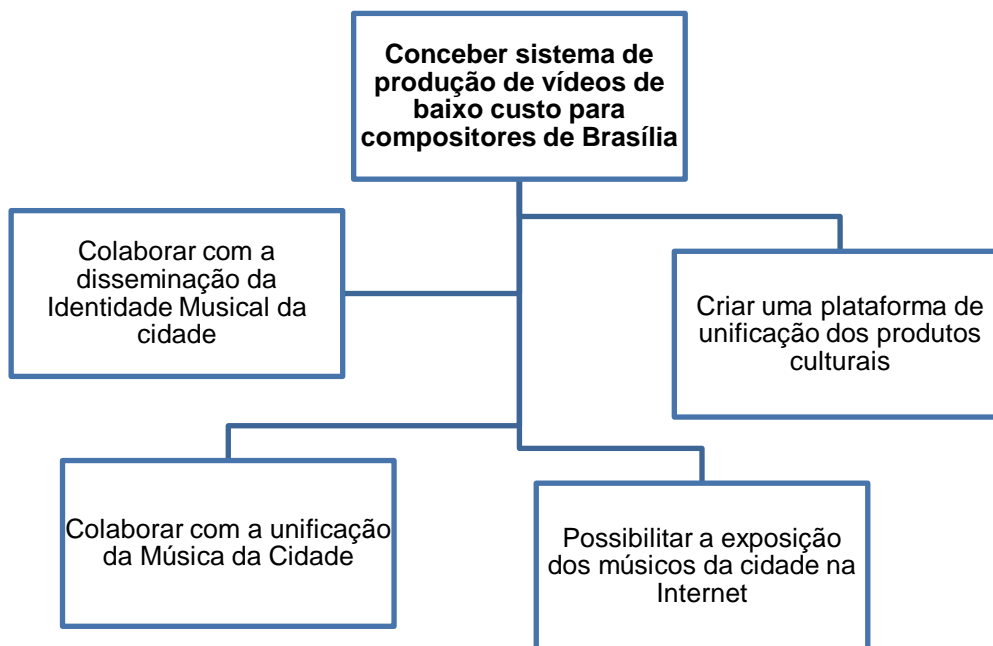 Conceber sistema de
produção de vídeos de
baixo custo para
compositores de Brasília
Colaborar com a
disseminação da
Identidade Musical da
cidade
Criar uma plataforma de
unificação dos produtos
culturais
Colaborar com a unificação
da Música da Cidade
Possibilitar a exposição
dos músicos da cidade na
Internet